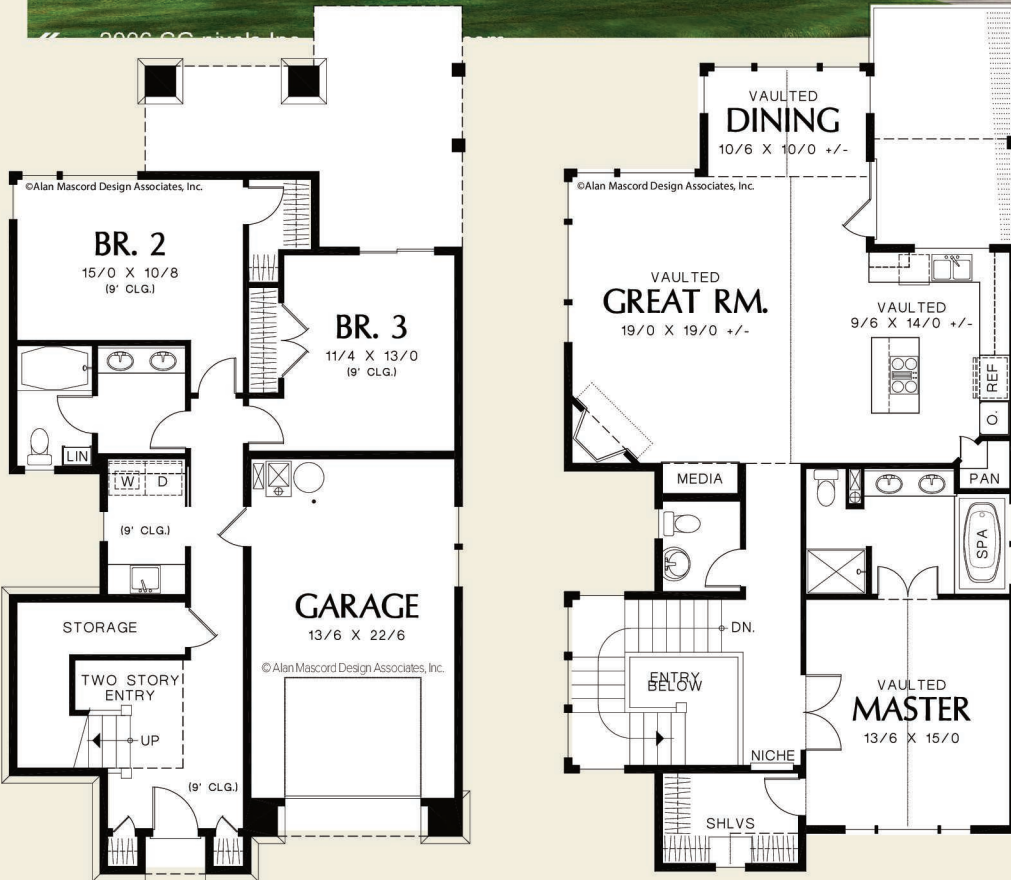 ©Alan Mascord Design Associates, Inc.
BR. 2
15/0 X 10/8
(9' CLG.)
BR. 3
11/4 X 13/0
(9' CLG.)
LIN
W D
(9' CLG.)
STORAGE
TWO STORY
ENTRY
UP
(9' CLG.)
GARAGE
13/6 X 22/6
© Alan Mascord Design Associates, Inc.
VAULTED
DINING
10/6 X 10/0 +/-
©Alan Mascord Design Associates, Inc.
VAULTED
GREAT RM.
19/0 X 19/0 +/-
VAULTED
9/6 X 14/0 +/-
REF
O.
PAN
MEDIA
SPA
DN.
ENTRY
BELOW
NICHE
VAULTED
MASTER
13/6 X 15/0
SHLVS